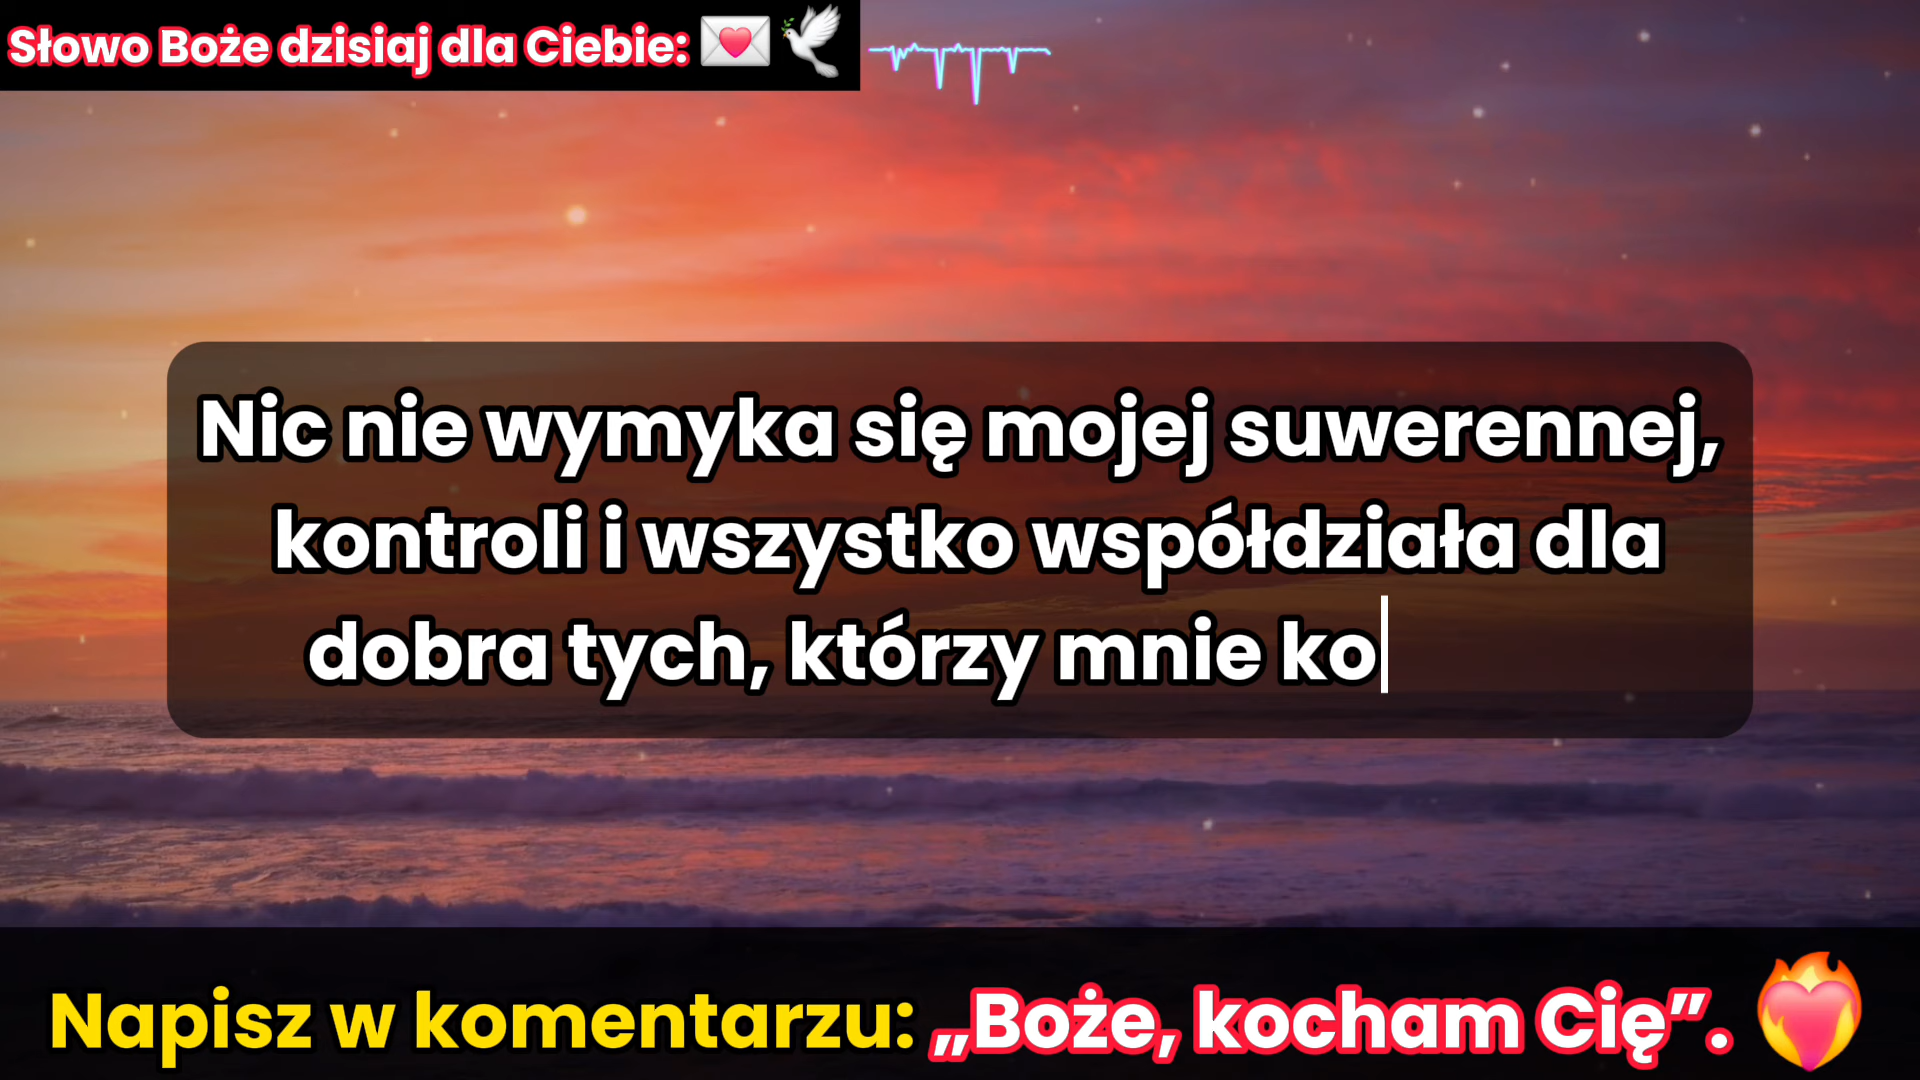 Słowo Boże dzisiaj dla Ciebie: 💌 🕊️
Nic nie wymyka się mojej suwerennej,
kontroli i wszystko współdziała dla
dobra tych, którzy mnie ko
Napisz w komentarzu: „Boże, kocham Cię”. ❤️‍🔥